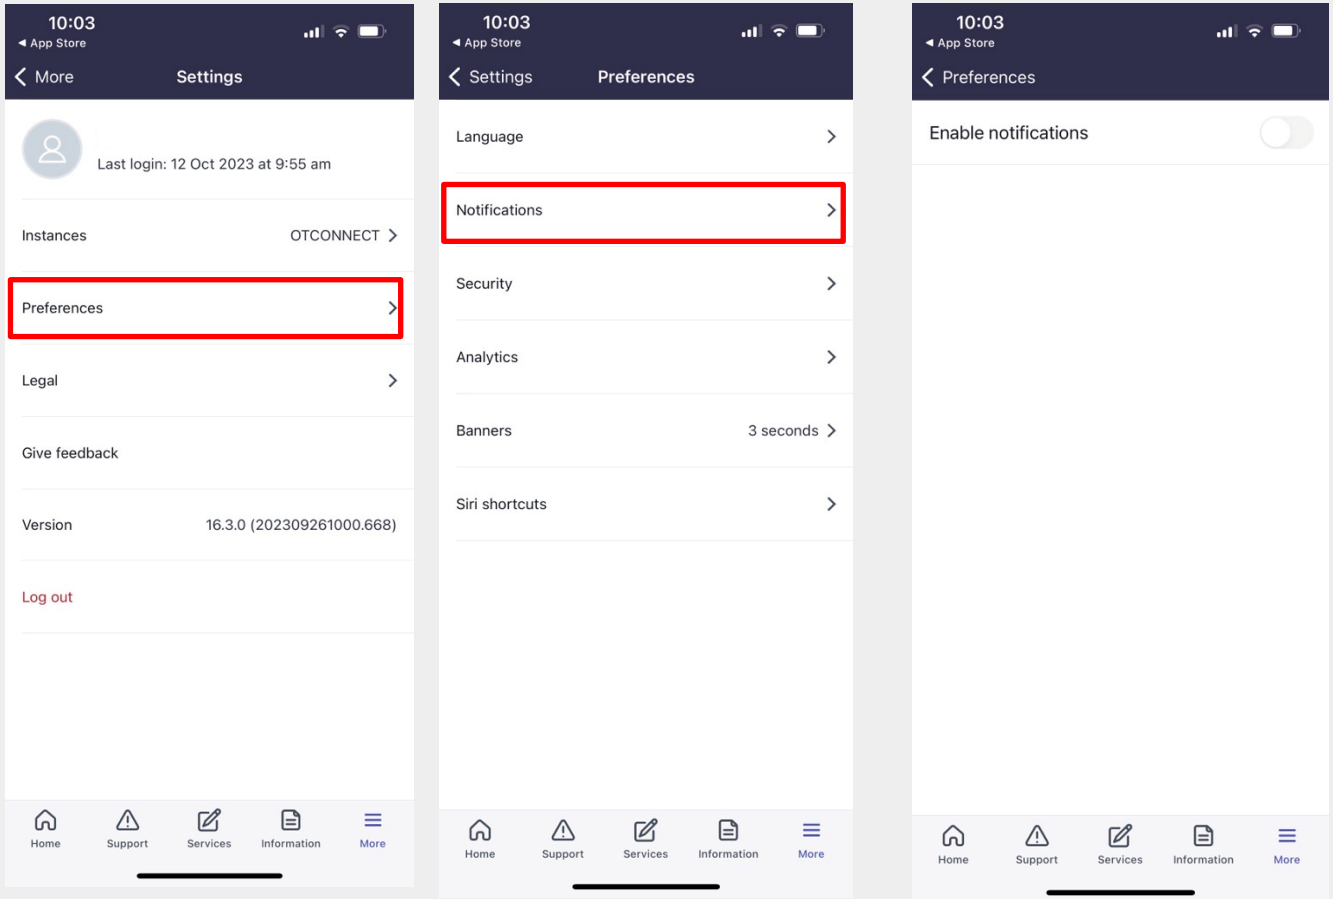 10:03
App Store
More
Settings
Last login: 12 Oct 2023 at 9:55 am
Instances OTCONNECT
Preferences
Legal
Give feedback
Version 16.3.0 (202309261000.668)
Log out
Home Support Services Information More
10:03
App Store
Settings
Preferences
Language
Notifications
Security
Analytics
Banners 3 seconds
Siri shortcuts
Home Support Services Information More
10:03
App Store
Preferences
Enable notifications
Home Support Services Information More